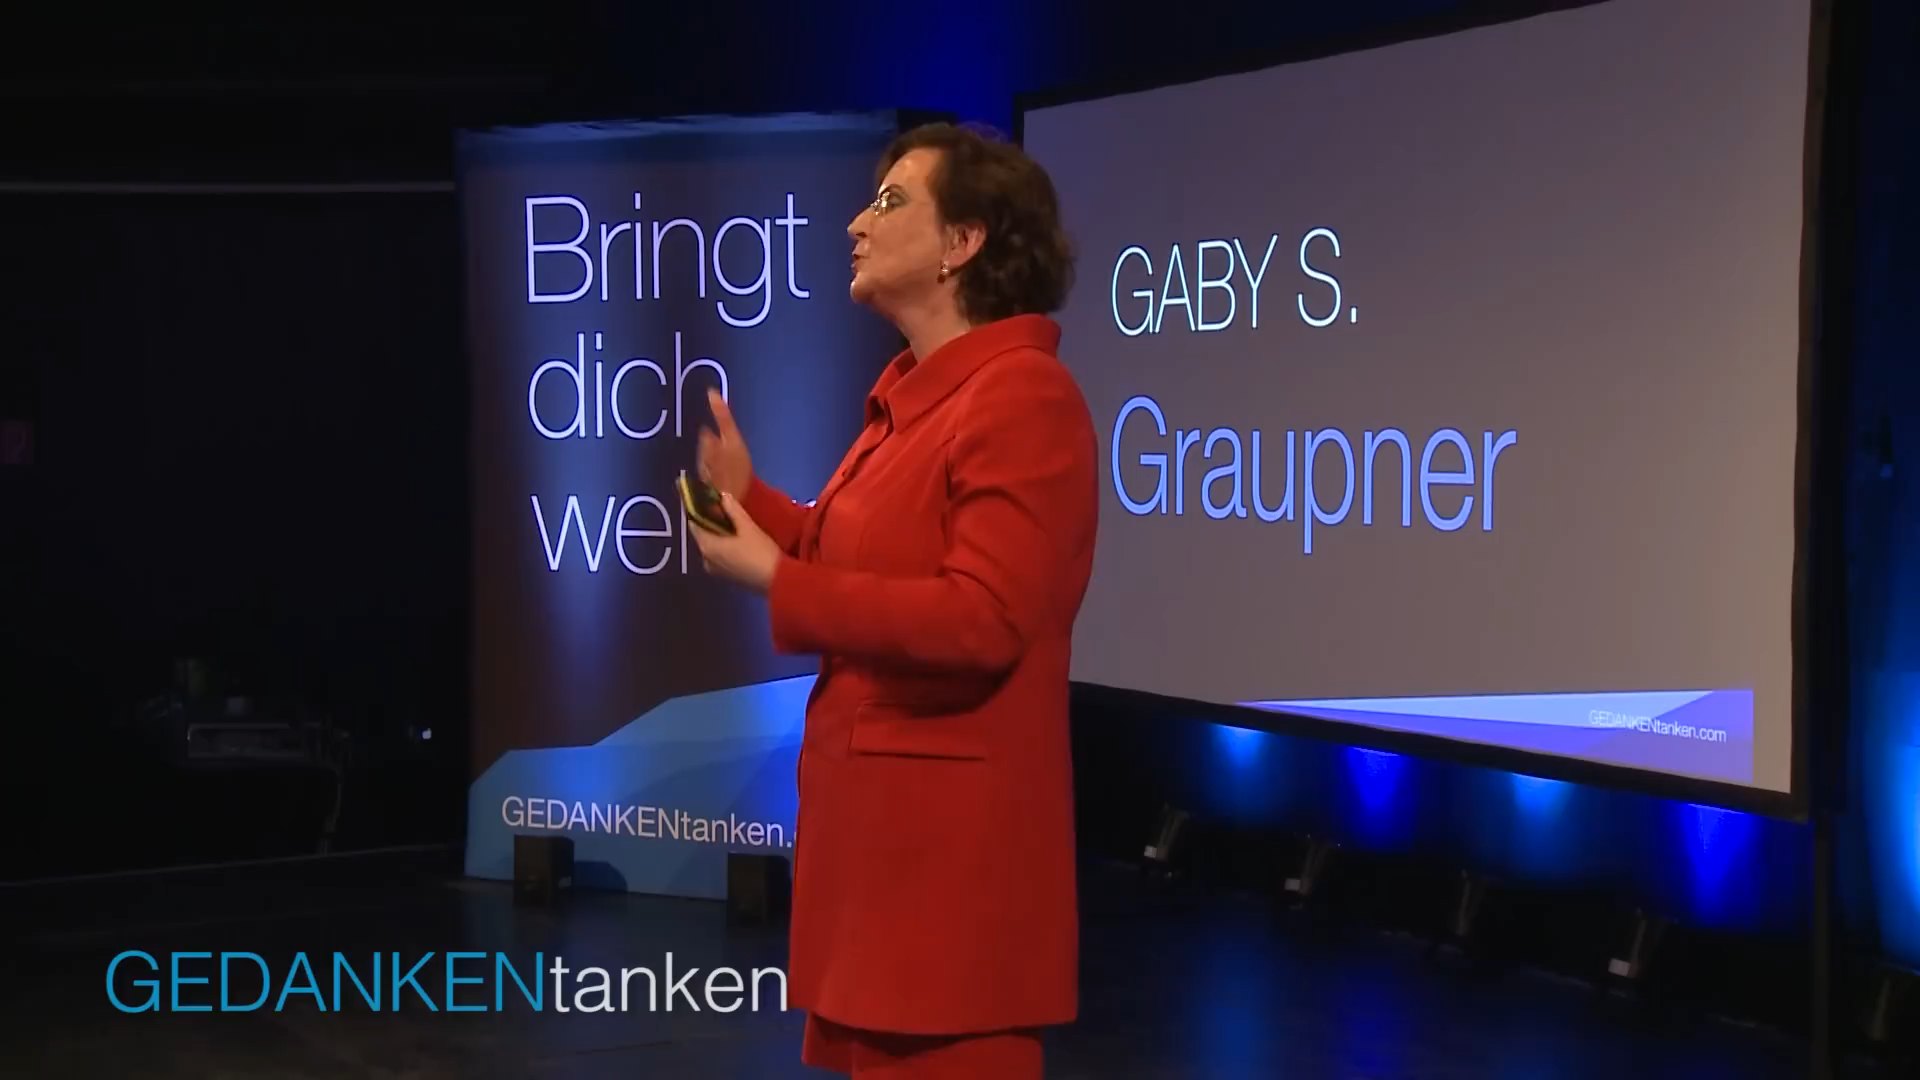 Bringt
dich
GABY S.
Graupner
GEDANKENtanken.com
GEDANKENtanken.
GEDANKENtanken